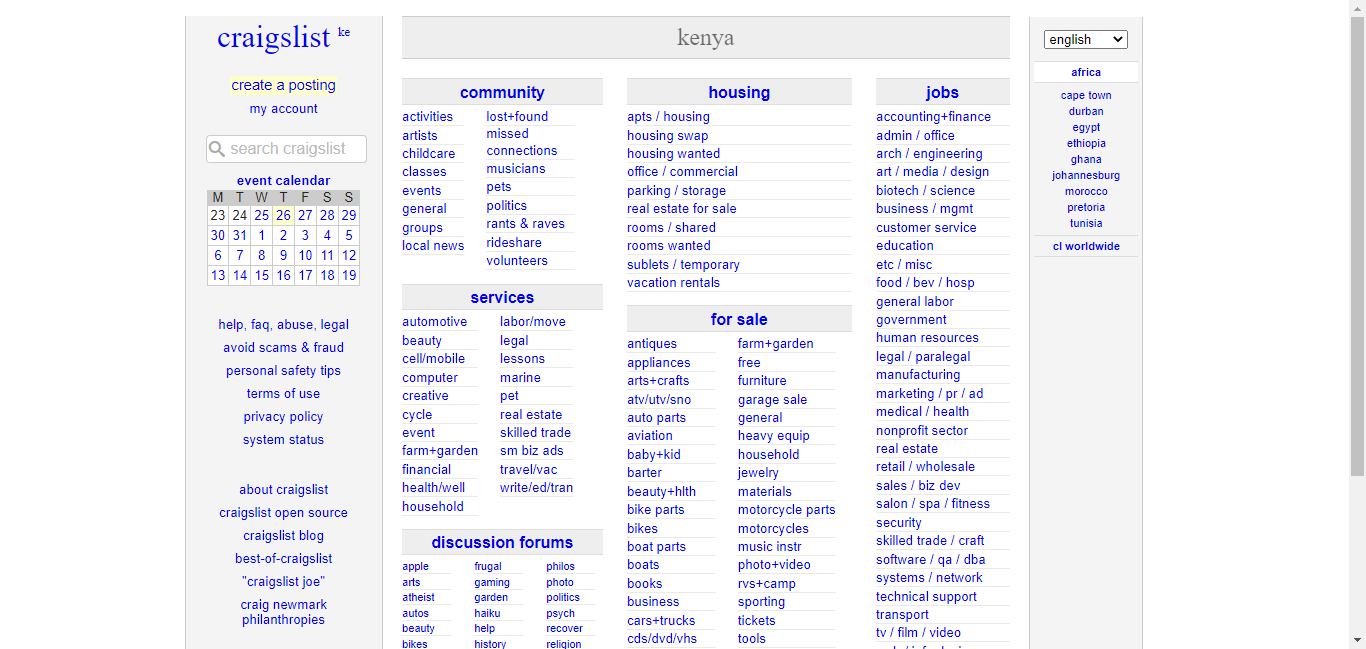 craigslist ke
create a posting
my account
search craigslist
event calendar
M T W T F S S
23 24 25 26 27 28 29
30 31 1 2 3 4 5
6 7 8 9 10 11 12
13 14 15 16 17 18 19
help, faq, abuse, legal
avoid scams & fraud
personal safety tips
terms of use
privacy policy
system status
about craigslist
craigslist open source
craigslist blog
best-of-craigslist
"craigslist joe"
craig newmark
philanthropies
kenya
community
activities
artists
childcare
classes
events
general
groups
local news
lost+found
missed
connections
musicians
pets
politics
rants & raves
rideshare
volunteers
services
automotive
beauty
cell/mobile
computer
creative
cycle
event
farm+garden
financial
health/well
household
labor/move
legal
lessons
marine
pet
real estate
skilled trade
sm biz ads
travel/vac
write/ed/tran
discussion forums
apple
arts
atheist
autos
beauty
bikes
frugal
gaming
garden
haiku
help
history
philos
photo
politics
psych
recover
religion
housing
apts / housing
housing swap
housing wanted
office / commercial
parking / storage
real estate for sale
rooms / shared
rooms wanted
sublets / temporary
vacation rentals
for sale
antiques
appliances
arts+crafts
atv/utv/sno
auto parts
aviation
baby+kid
barter
beauty+hlth
bike parts
bikes
boat parts
boats
books
business
cars+trucks
cds/dvd/vhs
farm+garden
free
furniture
garage sale
general
heavy equip
household
jewelry
materials
motorcycle parts
motorcycles
music instr
photo+video
rvs+camp
sporting
tickets
tools
jobs
accounting+finance
admin / office
arch / engineering
art / media / design
biotech / science
business / mgmt
customer service
education
etc / misc
food / bev / hosp
general labor
government
human resources
legal / paralegal
manufacturing
marketing / pr / ad
medical / health
nonprofit sector
real estate
retail / wholesale
sales / biz dev
salon / spa / fitness
security
skilled trade / craft
software / qa / dba
systems / network
technical support
transport
tv / film / video
english
africa
cape town
durban
egypt
ethiopia
ghana
johannesburg
morocco
pretoria
tunisia
cl worldwide